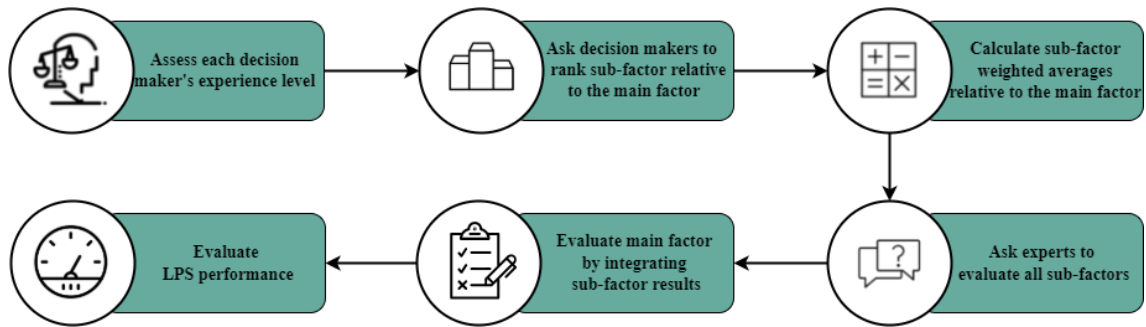 Assess each decision
maker's experience level
Ask decision makers to
rank sub-factor relative
to the main factor
Calculate sub-factor
weighted averages
relative to the main factor
Ask experts to
evaluate all sub-factors
Evaluate main factor
by integrating
sub-factor results
Evaluate
LPS performance